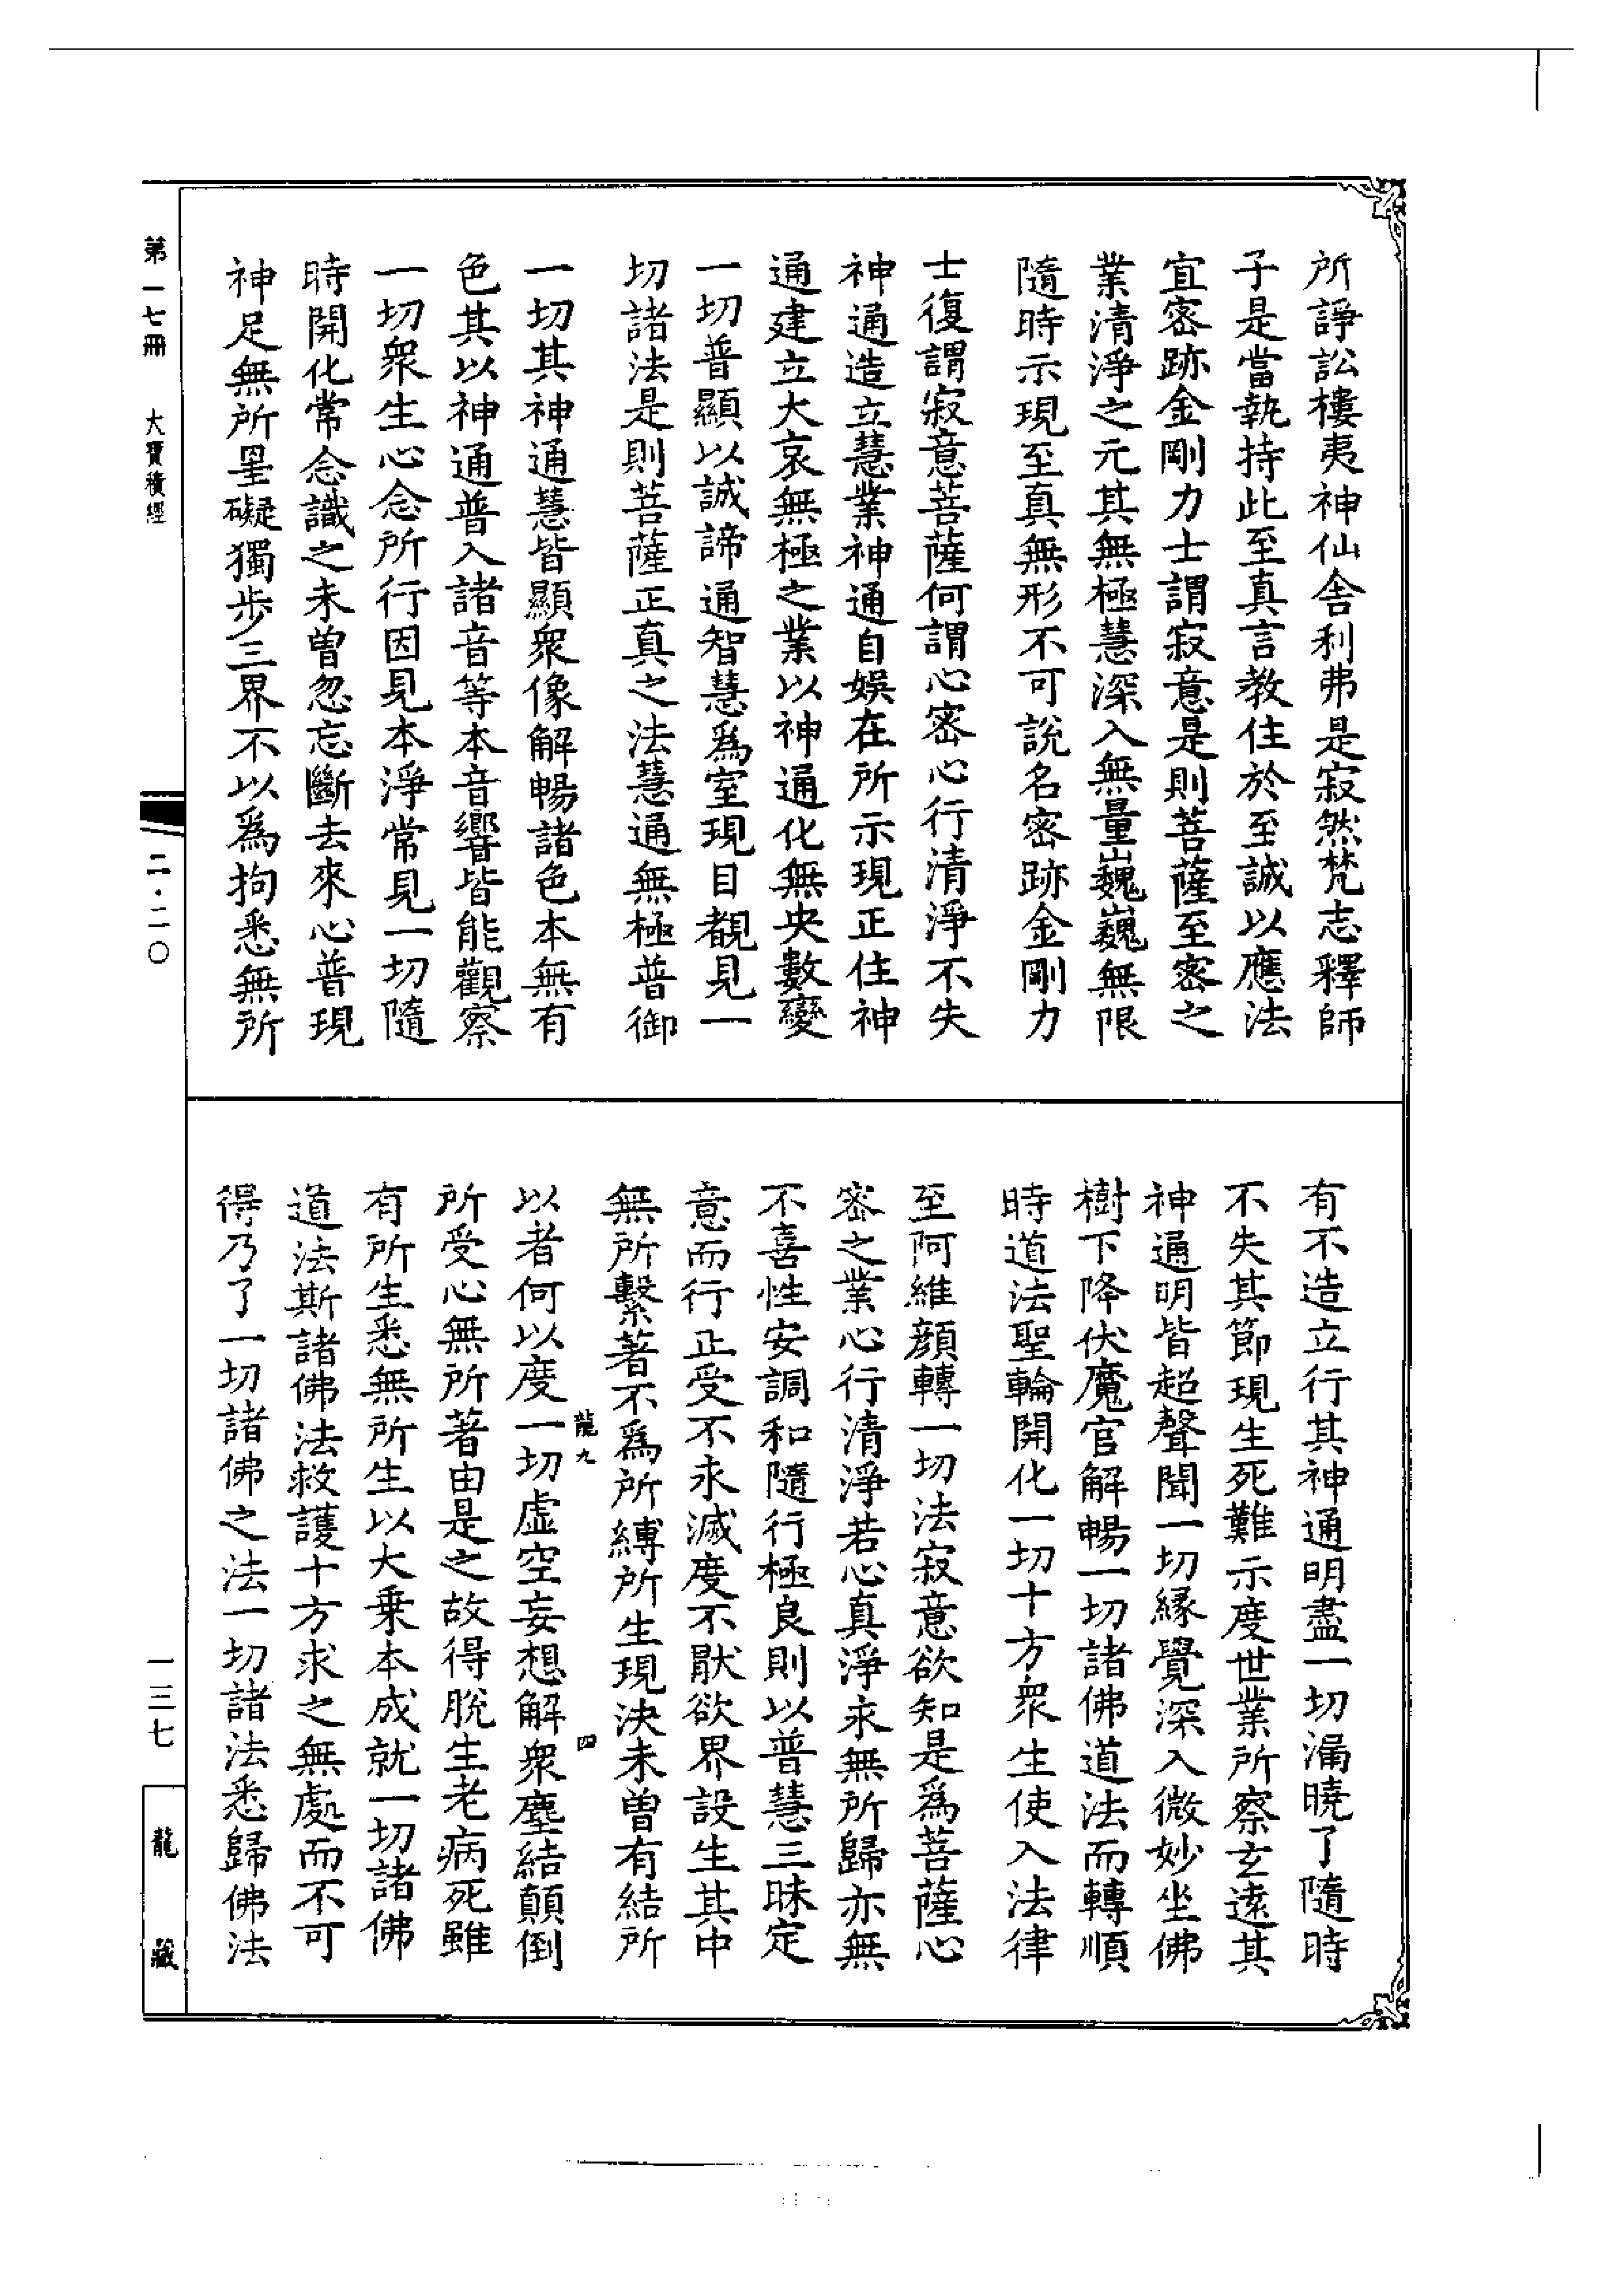 所諍訟樓夷神仙舍利弗是寂然梵志釋師
子是當執持此至真言教住於至誠以應法
宜密跡金剛力士謂寂意是則菩薩至密之
業清淨之元其無極慧深入無量巍巍無限
隨時示現至真無形不可說名密跡金剛力
士復謂寂意菩薩何謂心密心行清淨不失
神通造立慧業神通自娛在所示現正住神
通建立大哀無極之業以神通化無央數變
一切普顯以誠諦通智慧為室現目覩見一
切諸法是則菩薩正真之法慧通無極普御
一切其神通慧皆顯衆像解暢諸色本無有
色其以神通普入諸音等本音響皆能觀察
一切衆生心念所行因見本淨常見一切隨
時開化常念識之未曽忽忘斷去來心普現
神足無所罣礙獨步三界不以為拘悉無所
有不造立行其神通明盡一切漏曉了隨時
不失其節現生死難示度世業所察玄遠其
神通明皆超聲聞一切緣覺深入微妙坐佛
樹下降伏魔官解暢一切諸佛道法而轉順
時道法聖輪開化一切十方衆生使入法律
至阿維顏轉一切法寂意欲知是為菩薩心
密之業心行清淨若心真淨永無所歸亦無
不喜性安調和隨行極良則以普慧三昧定
意而行正受不永滅度不猒欲界設生其中
無所繫著不為所縛所生現決未曽有結所
龍九
四
以者何以度一切虛空妄想解衆塵結顛倒
所受心無所著由是之故得脫生老病死雖
有所生悉無所生以大乗本成就一切諸佛
道法斯諸佛法救護十方求之無處而不可
得乃了一切諸佛之法一切諸法悉歸佛法
第一七冊
大寶積經
二·二〇
一三七
龍藏